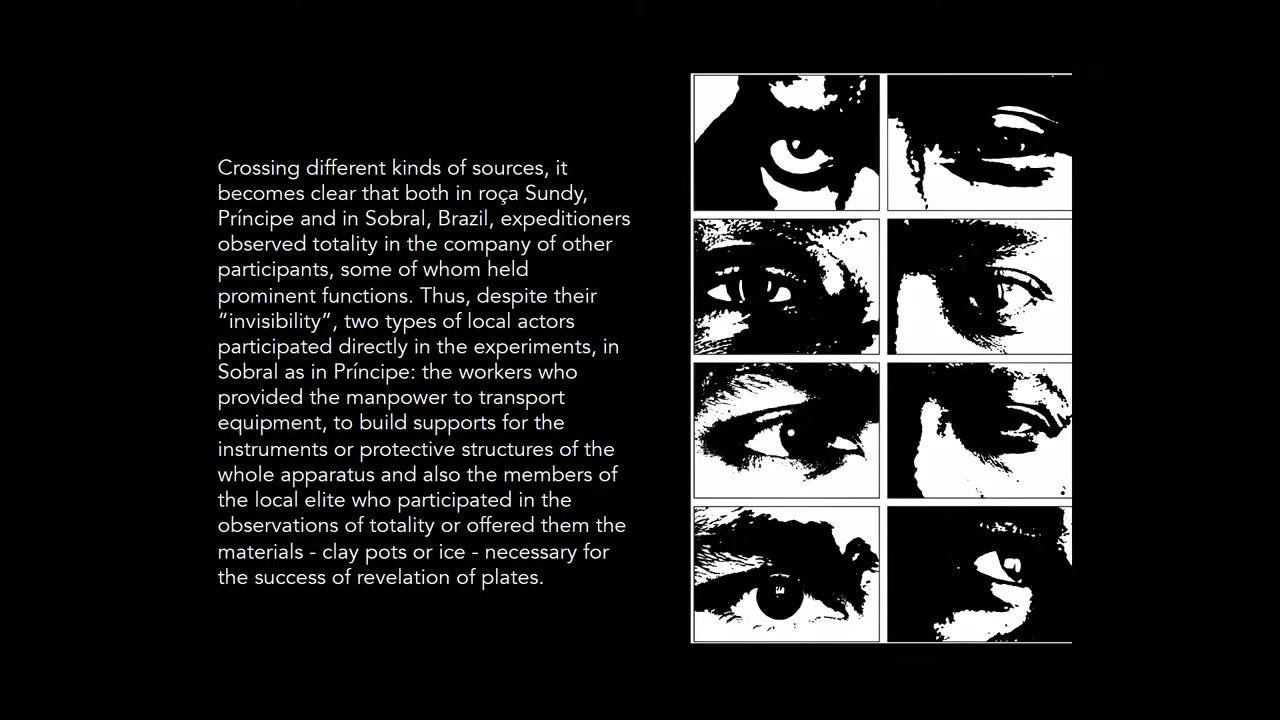 Crossing different kinds of sources, it
becomes clear that both in roça Sundy,
Príncipe and in Sobral, Brazil, expeditioners
observed totality in the company of other
participants, some of whom held
prominent functions. Thus, despite their
“invisibility”, two types of local actors
participated directly in the experiments, in
Sobral as in Príncipe: the workers who
provided the manpower to transport
equipment, to build supports for the
instruments or protective structures of the
whole apparatus and also the members of
the local elite who participated in the
observations of totality or offered them the
materials - clay pots or ice - necessary for
the success of revelation of plates.